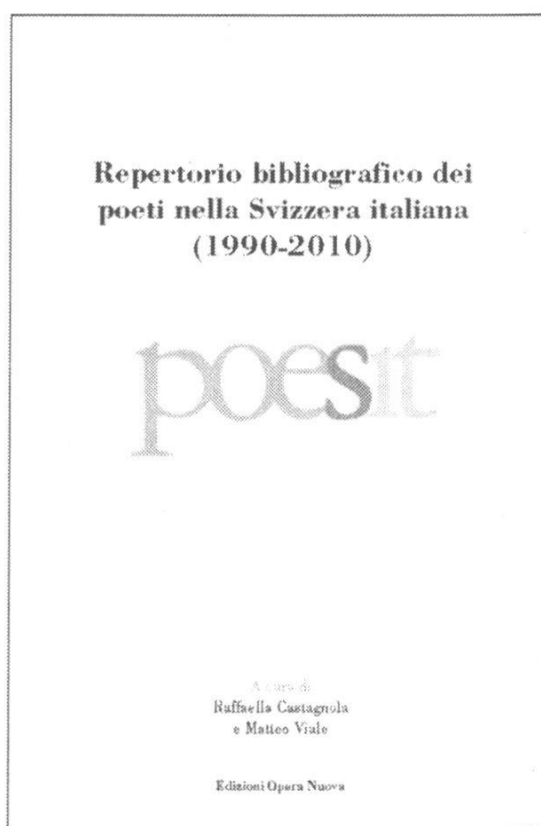 Repertorio bibliografico dei
poeti nella Svizzera italiana
(1990-2010)
poesit
A cura di
Raffaella Castagnola
e Matteo Viale
Edizioni Opera Nuova